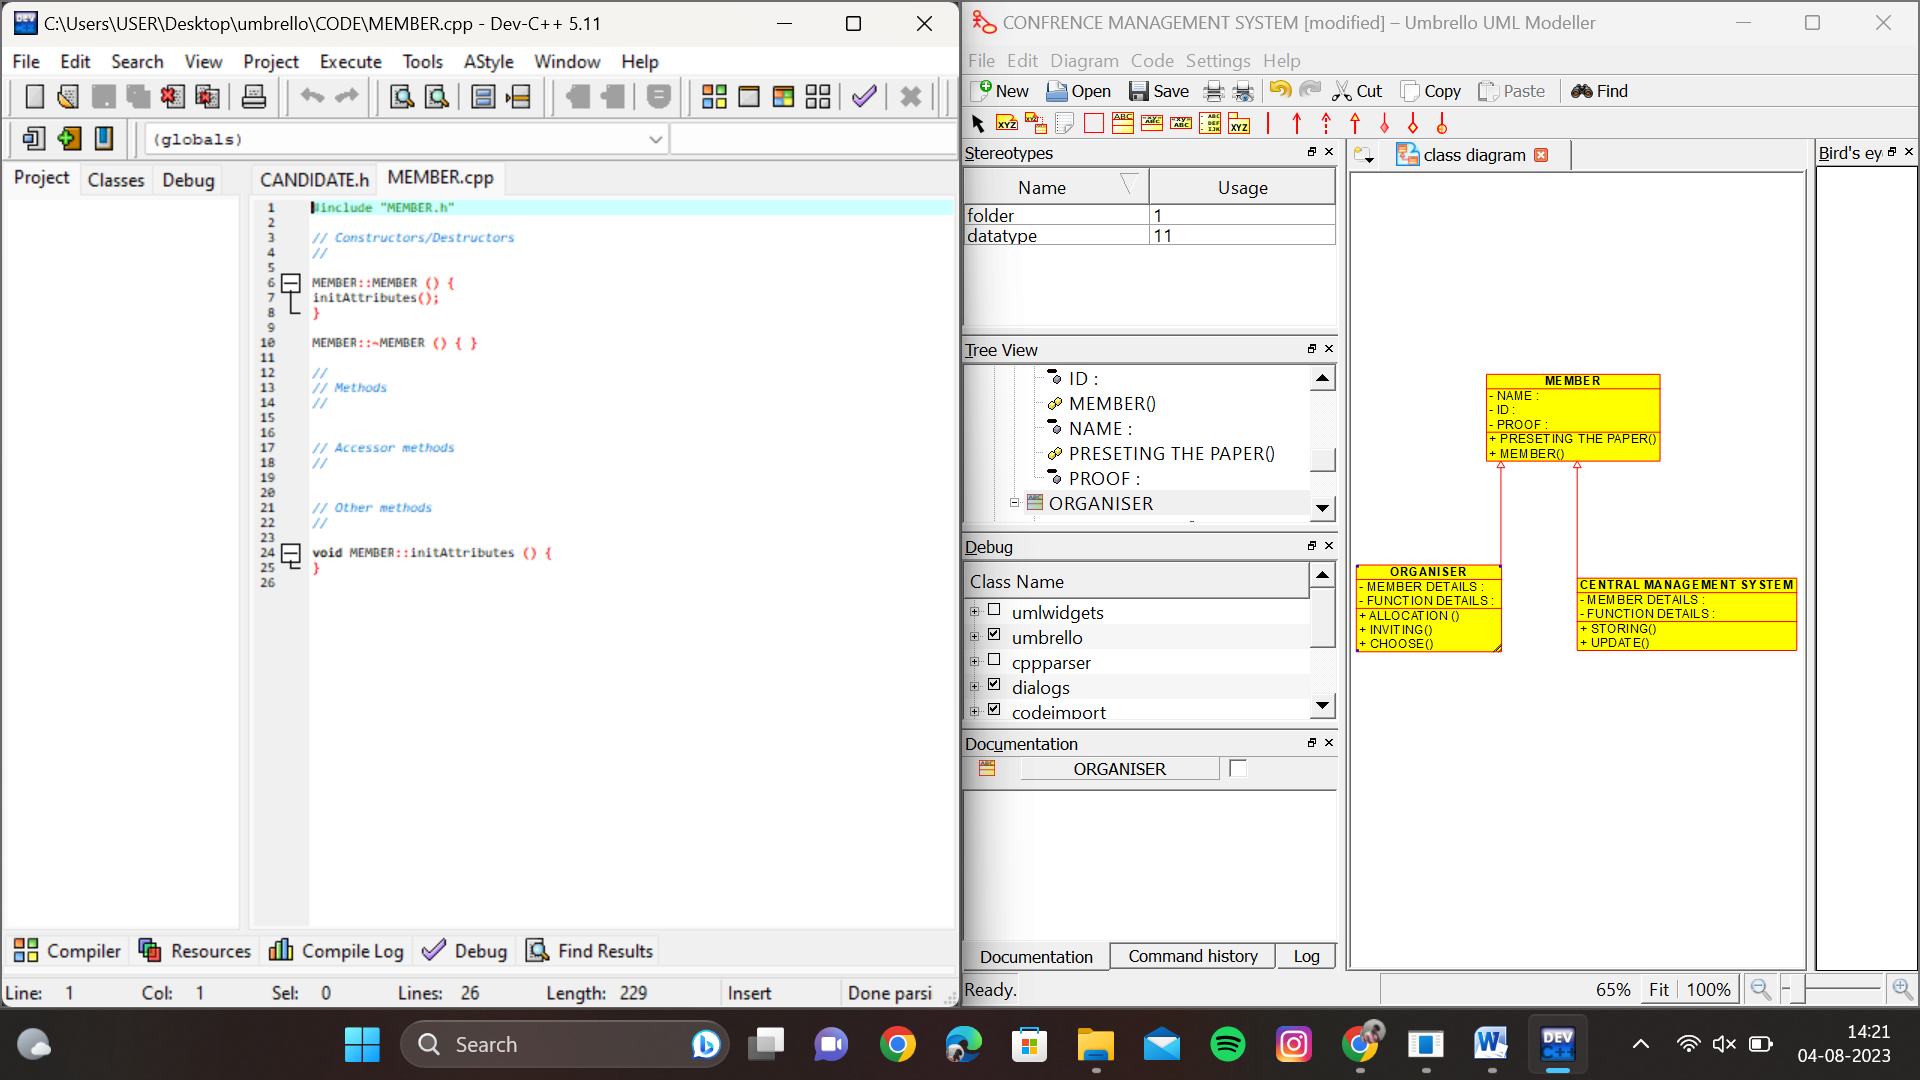 C:\Users\USER\Desktop\umbrello\CODE\MEMBER.cpp - Dev-C++ 5.11
File Edit Search View Project Execute Tools AStyle Window Help
(globals)
Project Classes Debug
CANDIDATE.h MEMBER.cpp
1 #include "MEMBER.h"
2
3 // Constructors/Destructors
4 //
5
6 MEMBER::MEMBER () {
7 initAttributes();
8 }
9
10 MEMBER::~MEMBER () { }
11
12 //
13 // Methods
14 //
15
16
17 // Accessor methods
18 //
19
20
21 // Other methods
22 //
23
24 void MEMBER::initAttributes () {
25 }
26
Compiler Resources Compile Log Debug Find Results
Line: 1 Col: 1 Sel: 0 Lines: 26 Length: 229 Insert Done parsi
CONFRENCE MANAGEMENT SYSTEM [modified] – Umbrello UML Modeller
File Edit Diagram Code Settings Help
New Open Save Cut Copy Paste Find
Stereotypes
Name Usage
folder 1
datatype 11
Tree View
ID :
MEMBER()
NAME :
PRESETING THE PAPER()
PROOF :
ORGANISER
Debug
Class Name
umlwidgets
umbrello
cppparser
dialogs
codeimport
Documentation
ORGANISER
Documentation Command history Log
Ready.
class diagram
Bird's ey
MEMBER
- NAME :
- ID :
- PROOF :
+ PRESETING THE PAPER()
+ MEMBER()
ORGANISER
- MEMBER DETAILS :
- FUNCTION DETAILS :
+ ALLOCATION ()
+ INVITING()
+ CHOOSE()
CENTRAL MANAGEMENT SYSTEM
- MEMBER DETAILS :
- FUNCTION DETAILS :
+ STORING()
+ UPDATE()
65% Fit 100%
Search
DEV C++
14:21
04-08-2023